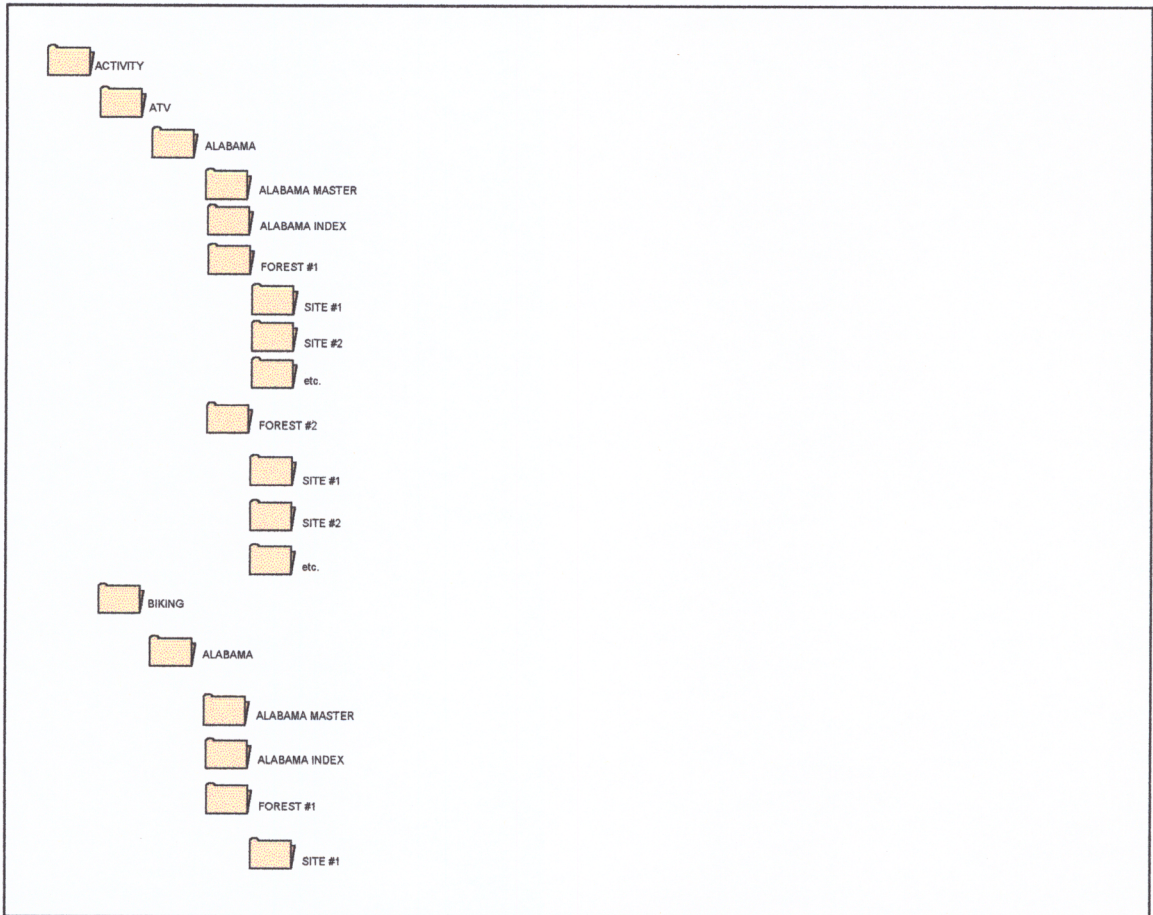 ACTIVITY
ATV
ALABAMA
ALABAMA MASTER
ALABAMA INDEX
FOREST #1
SITE #1
SITE #2
etc.
FOREST #2
SITE #1
SITE #2
etc.
BIKING
ALABAMA
ALABAMA MASTER
ALABAMA INDEX
FOREST #1
SITE #1